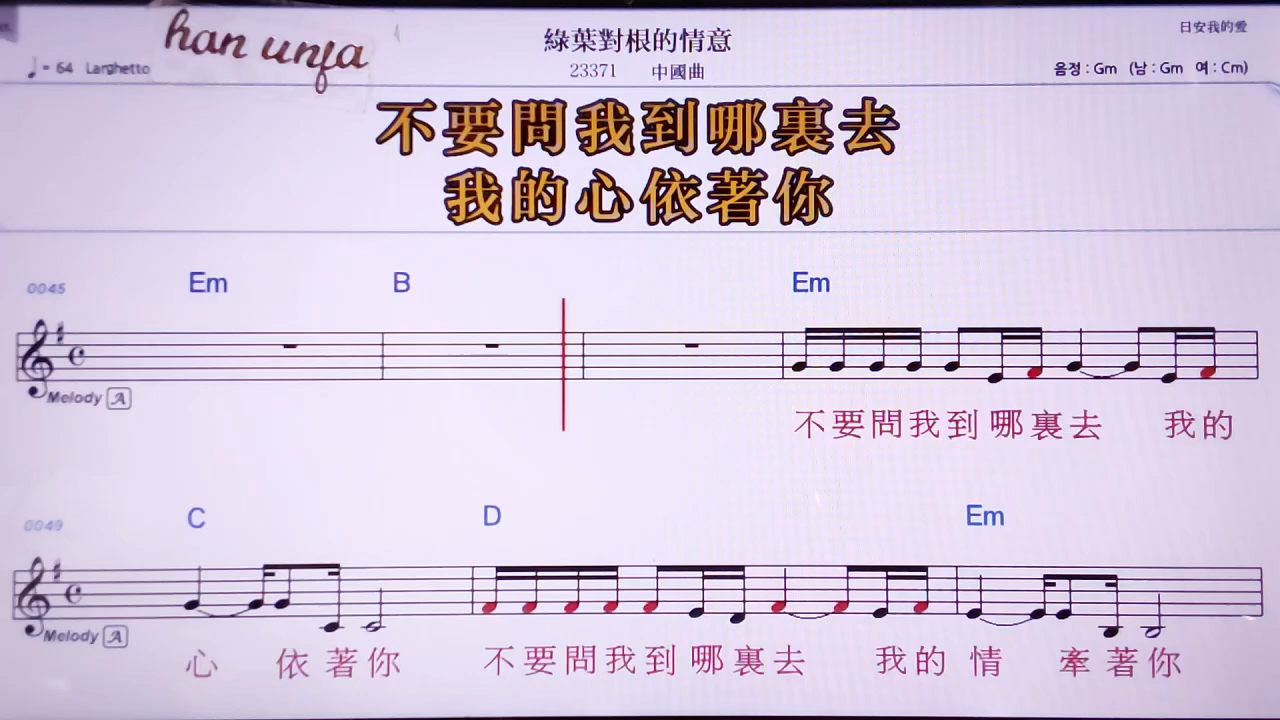 han unja
綠葉對根的情意
日安我的愛
♩= 64 Larghetto
23371 中國曲
음정 : Gm (남 : Gm 여 : Cm)
不要問我到哪裏去
我的心依著你
0045 Em B Em
Melody A
不要問我到哪裏去 我的
0049 C D Em
Melody A
心 依著你 不要問我到哪裏去 我的情 牽著你